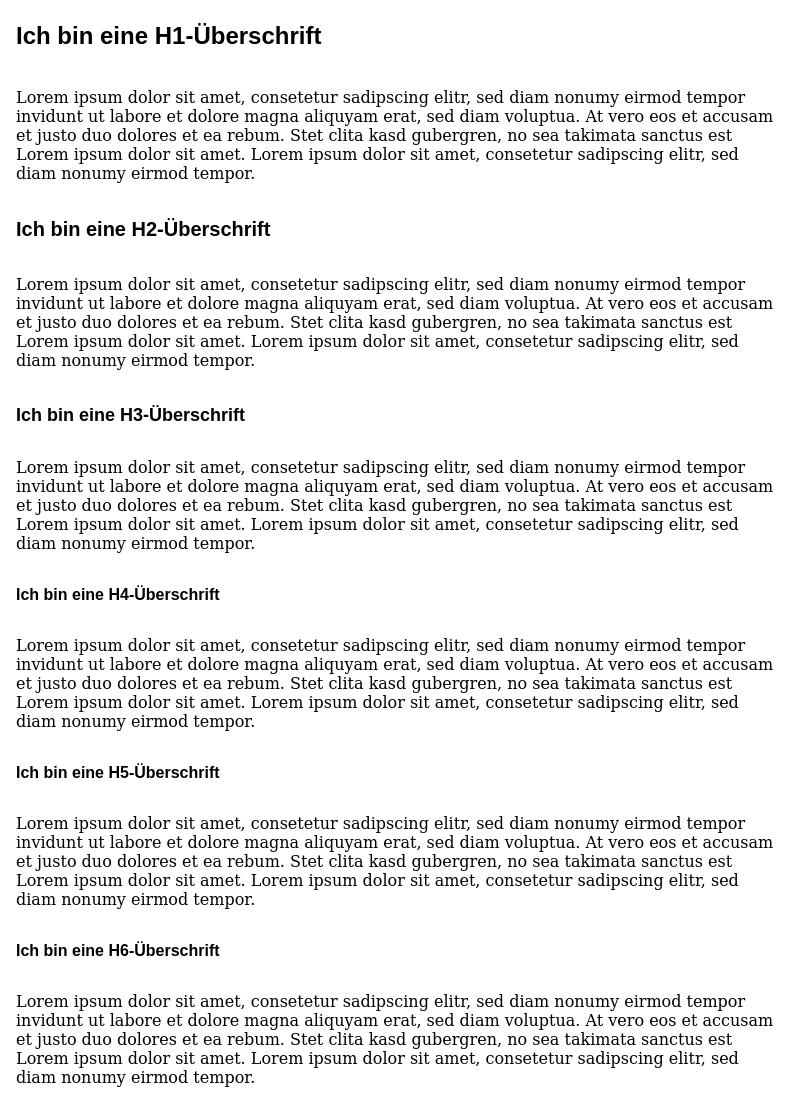 Ich bin eine H1-Überschrift
Lorem ipsum dolor sit amet, consetetur sadipscing elitr, sed diam nonumy eirmod tempor
invidunt ut labore et dolore magna aliquyam erat, sed diam voluptua. At vero eos et accusam
et justo duo dolores et ea rebum. Stet clita kasd gubergren, no sea takimata sanctus est
Lorem ipsum dolor sit amet. Lorem ipsum dolor sit amet, consetetur sadipscing elitr, sed
diam nonumy eirmod tempor.
Ich bin eine H2-Überschrift
Lorem ipsum dolor sit amet, consetetur sadipscing elitr, sed diam nonumy eirmod tempor
invidunt ut labore et dolore magna aliquyam erat, sed diam voluptua. At vero eos et accusam
et justo duo dolores et ea rebum. Stet clita kasd gubergren, no sea takimata sanctus est
Lorem ipsum dolor sit amet. Lorem ipsum dolor sit amet, consetetur sadipscing elitr, sed
diam nonumy eirmod tempor.
Ich bin eine H3-Überschrift
Lorem ipsum dolor sit amet, consetetur sadipscing elitr, sed diam nonumy eirmod tempor
invidunt ut labore et dolore magna aliquyam erat, sed diam voluptua. At vero eos et accusam
et justo duo dolores et ea rebum. Stet clita kasd gubergren, no sea takimata sanctus est
Lorem ipsum dolor sit amet. Lorem ipsum dolor sit amet, consetetur sadipscing elitr, sed
diam nonumy eirmod tempor.
Ich bin eine H4-Überschrift
Lorem ipsum dolor sit amet, consetetur sadipscing elitr, sed diam nonumy eirmod tempor
invidunt ut labore et dolore magna aliquyam erat, sed diam voluptua. At vero eos et accusam
et justo duo dolores et ea rebum. Stet clita kasd gubergren, no sea takimata sanctus est
Lorem ipsum dolor sit amet. Lorem ipsum dolor sit amet, consetetur sadipscing elitr, sed
diam nonumy eirmod tempor.
Ich bin eine H5-Überschrift
Lorem ipsum dolor sit amet, consetetur sadipscing elitr, sed diam nonumy eirmod tempor
invidunt ut labore et dolore magna aliquyam erat, sed diam voluptua. At vero eos et accusam
et justo duo dolores et ea rebum. Stet clita kasd gubergren, no sea takimata sanctus est
Lorem ipsum dolor sit amet. Lorem ipsum dolor sit amet, consetetur sadipscing elitr, sed
diam nonumy eirmod tempor.
Ich bin eine H6-Überschrift
Lorem ipsum dolor sit amet, consetetur sadipscing elitr, sed diam nonumy eirmod tempor
invidunt ut labore et dolore magna aliquyam erat, sed diam voluptua. At vero eos et accusam
et justo duo dolores et ea rebum. Stet clita kasd gubergren, no sea takimata sanctus est
Lorem ipsum dolor sit amet. Lorem ipsum dolor sit amet, consetetur sadipscing elitr, sed
diam nonumy eirmod tempor.